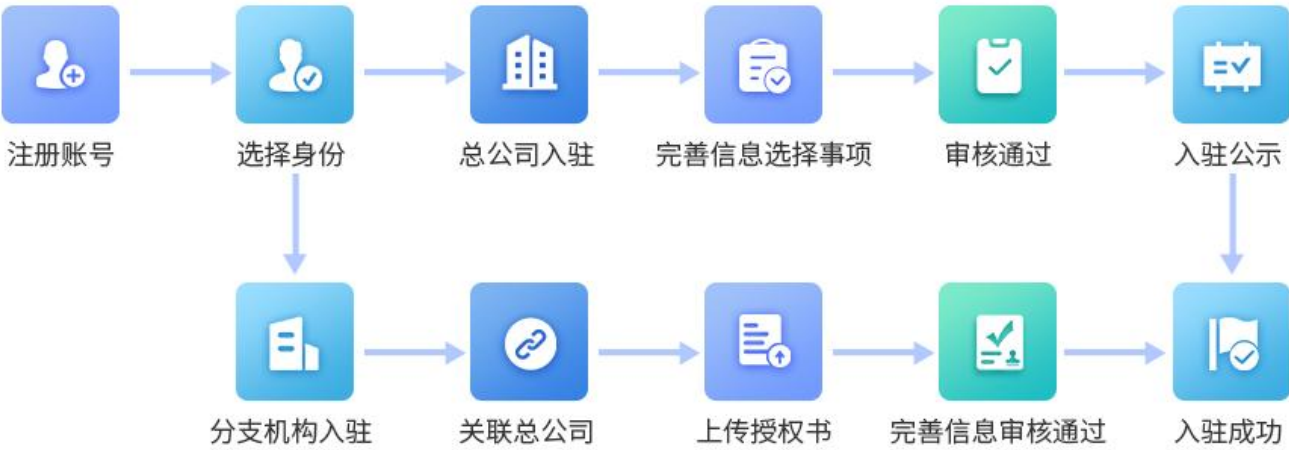 注册账号
选择身份
总公司入驻
完善信息选择事项
审核通过
入驻公示
分支机构入驻
关联总公司
上传授权书
完善信息审核通过
入驻成功